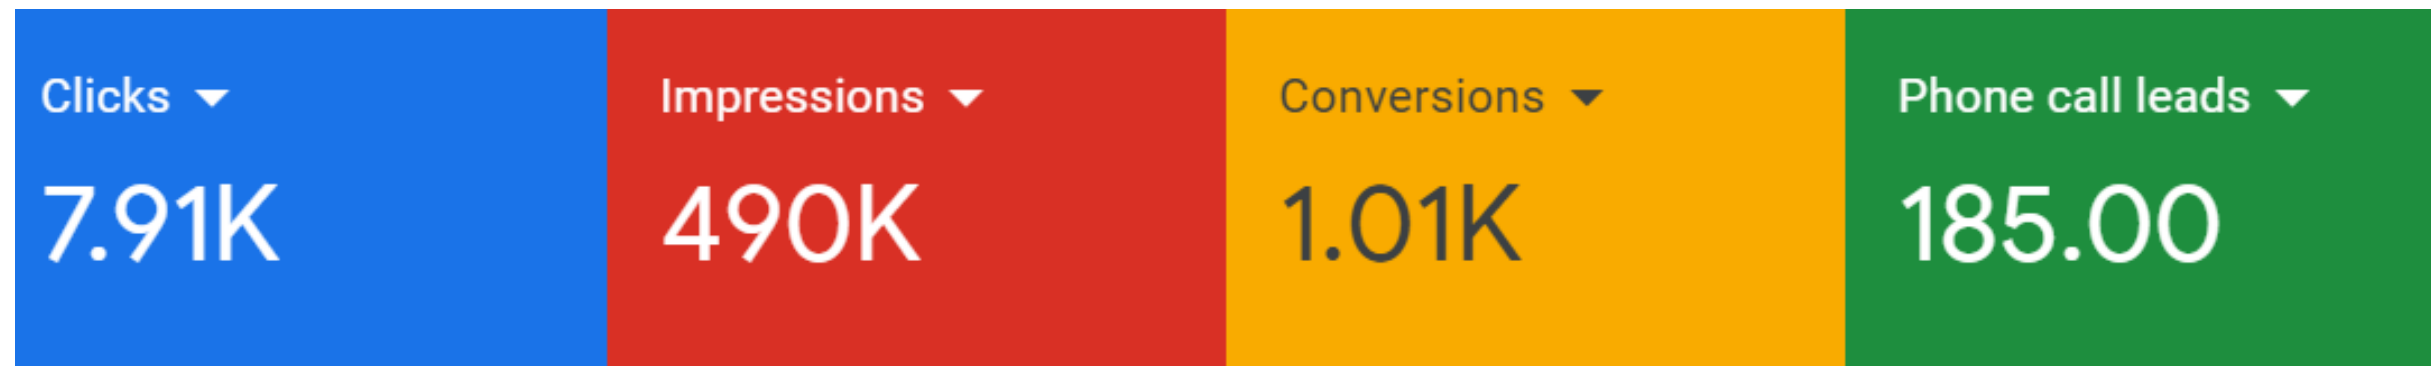 Clicks
7.91K
Impressions
490K
Conversions
1.01K
Phone call leads
185.00